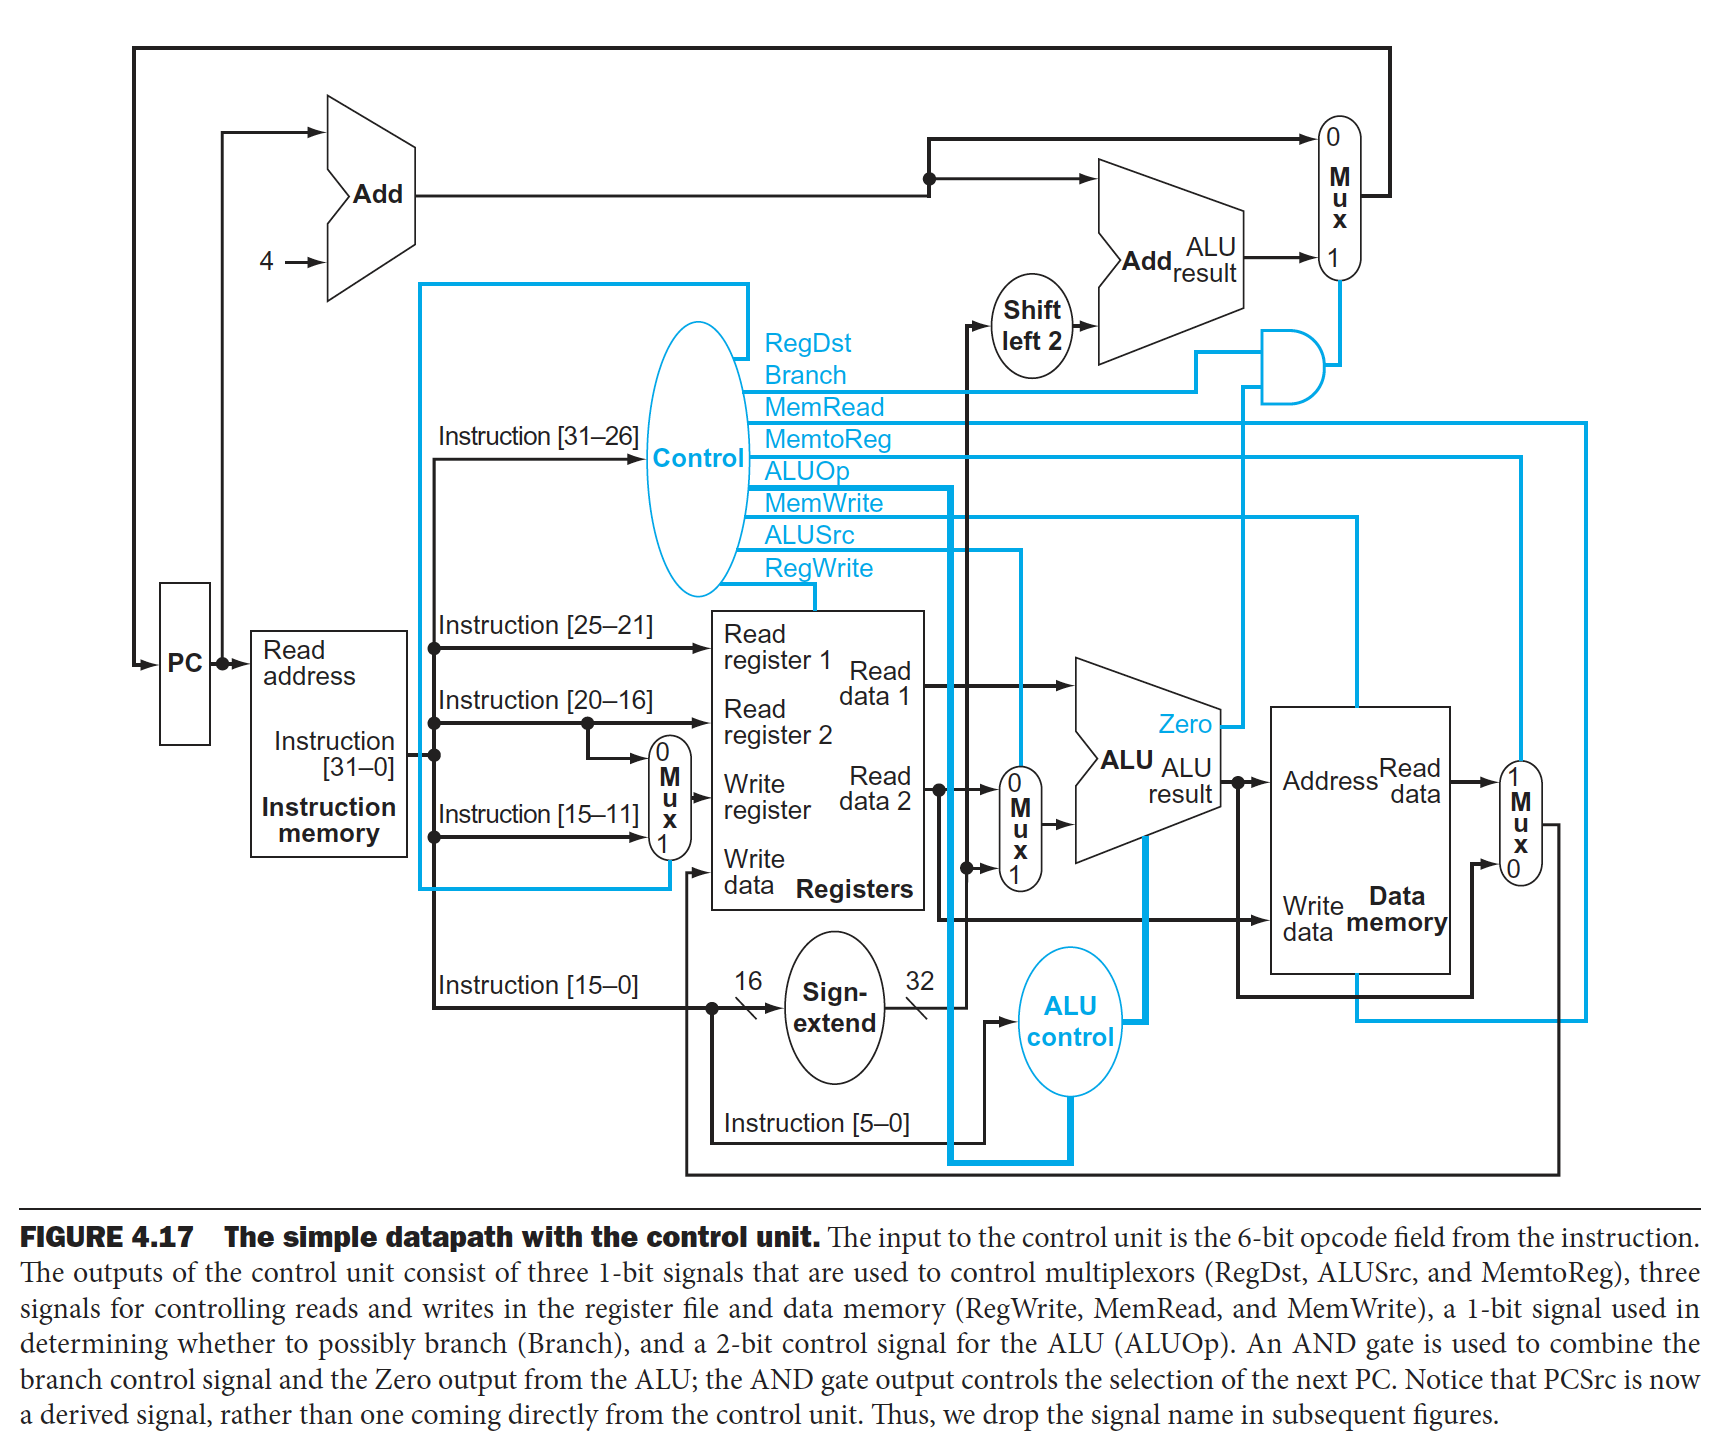 0
M
u
x
1
Add
4
Add
ALU
result
Shift
left 2
RegDst
Branch
MemRead
MemtoReg
ALUOp
MemWrite
ALUSrc
RegWrite
Control
Instruction [31–26]
Instruction [25–21]
Instruction [20–16]
Instruction [15–11]
Instruction [15–0]
Instruction [5–0]
PC
Read
address
Instruction
[31–0]
Instruction
memory
0
M
u
x
1
Read
register 1
Read
register 2
Write
register
Write
data
Read
data 1
Read
data 2
Registers
0
M
u
x
1
Zero
ALU
ALU
result
Address
Read
data
Write
data
Data
memory
1
M
u
x
0
16
Sign-
extend
32
ALU
control
FIGURE 4.17 The simple datapath with the control unit. The input to the control unit is the 6-bit opcode field from the instruction.
The outputs of the control unit consist of three 1-bit signals that are used to control multiplexors (RegDst, ALUSrc, and MemtoReg), three
signals for controlling reads and writes in the register file and data memory (RegWrite, MemRead, and MemWrite), a 1-bit signal used in
determining whether to possibly branch (Branch), and a 2-bit control signal for the ALU (ALUOp). An AND gate is used to combine the
branch control signal and the Zero output from the ALU; the AND gate output controls the selection of the next PC. Notice that PCSrc is now
a derived signal, rather than one coming directly from the control unit. Thus, we drop the signal name in subsequent figures.